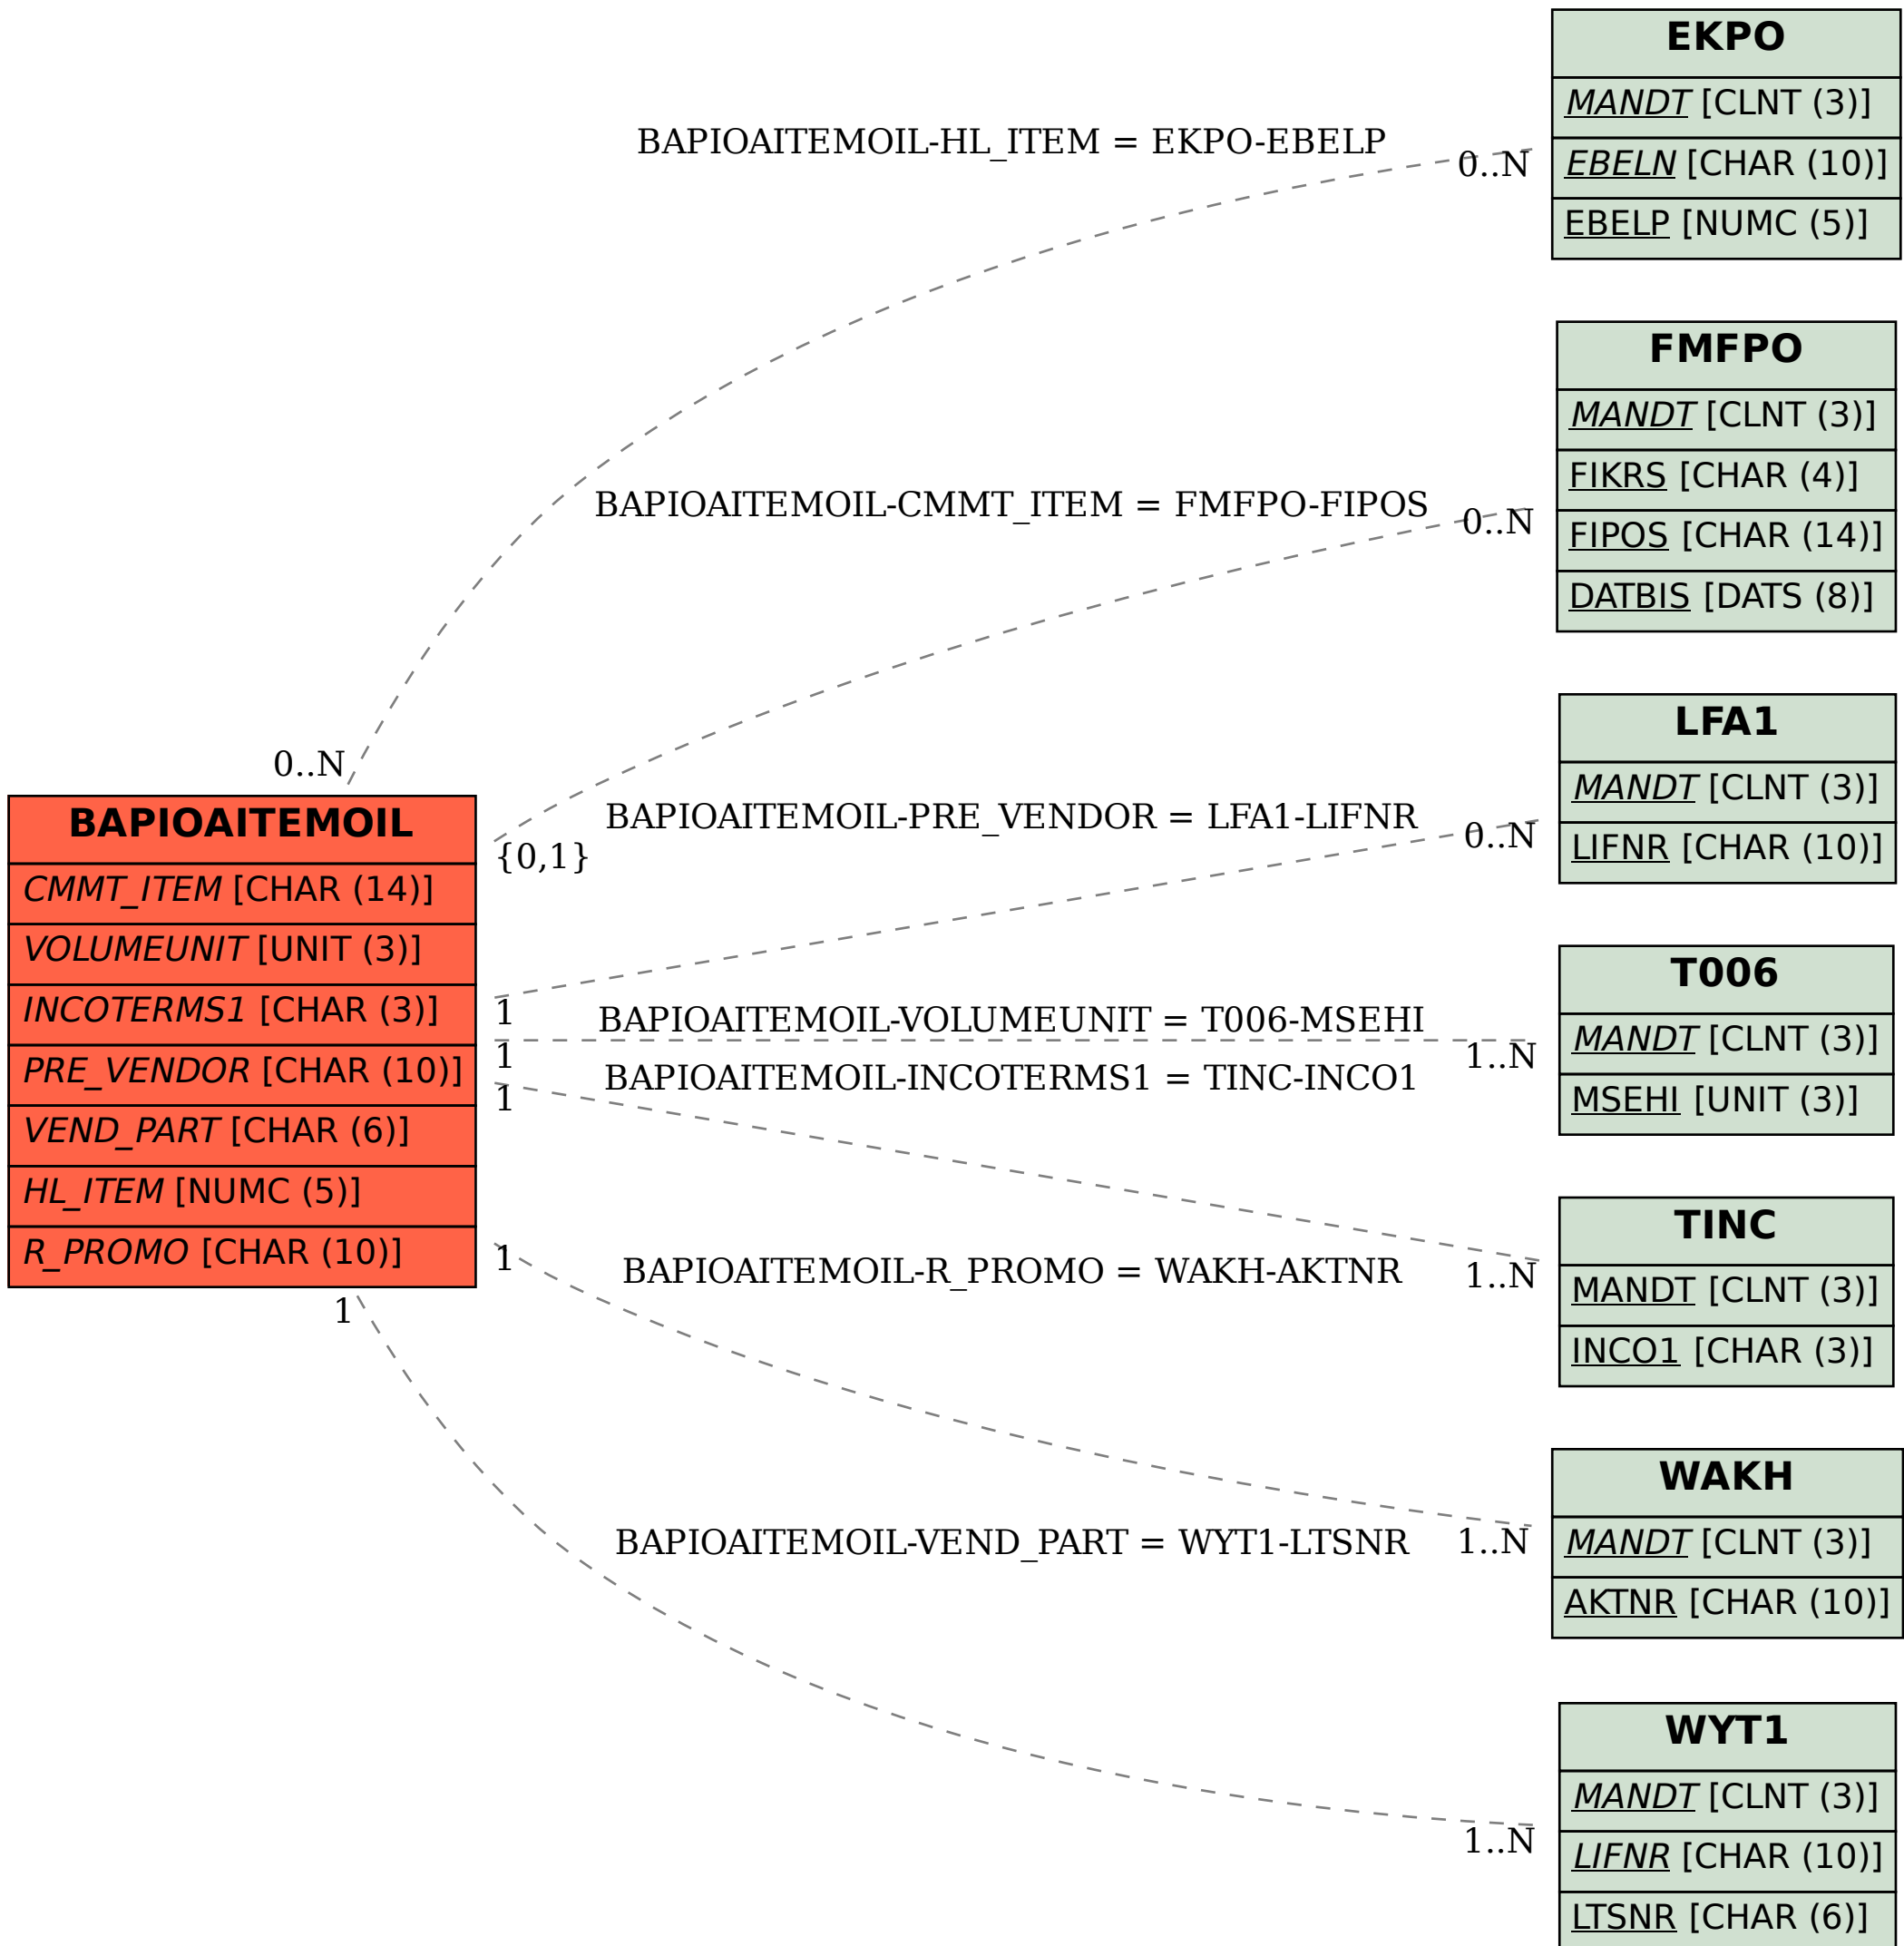 EKPO
MANDT [CLNT (3)]
EBELN [CHAR (10)]
EBELP [NUMC (5)]
BAPIOAITEMOIL-HL_ITEM = EKPO-EBELP
0..N
0..N
FMFPO
MANDT [CLNT (3)]
FIKRS [CHAR (4)]
FIPOS [CHAR (14)]
DATBIS [DATS (8)]
BAPIOAITEMOIL-CMMT_ITEM = FMFPO-FIPOS
0..N
{0,1}
BAPIOAITEMOIL
CMMT_ITEM [CHAR (14)]
VOLUMEUNIT [UNIT (3)]
INCOTERMS1 [CHAR (3)]
PRE_VENDOR [CHAR (10)]
VEND_PART [CHAR (6)]
HL_ITEM [NUMC (5)]
R_PROMO [CHAR (10)]
LFA1
MANDT [CLNT (3)]
LIFNR [CHAR (10)]
BAPIOAITEMOIL-PRE_VENDOR = LFA1-LIFNR
0..N
1
T006
MANDT [CLNT (3)]
MSEHI [UNIT (3)]
BAPIOAITEMOIL-VOLUMEUNIT = T006-MSEHI
1..N
1
BAPIOAITEMOIL-INCOTERMS1 = TINC-INCO1
1
1..N
TINC
MANDT [CLNT (3)]
INCO1 [CHAR (3)]
BAPIOAITEMOIL-R_PROMO = WAKH-AKTNR
1
1..N
WAKH
MANDT [CLNT (3)]
AKTNR [CHAR (10)]
BAPIOAITEMOIL-VEND_PART = WYT1-LTSNR
1
1..N
WYT1
MANDT [CLNT (3)]
LIFNR [CHAR (10)]
LTSNR [CHAR (6)]